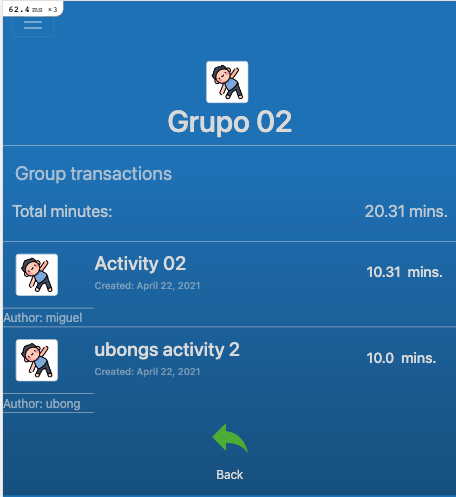 62.4 ms ×3
Grupo 02
Group transactions
Total minutes: 20.31 mins.
Activity 02
10.31 mins.
Created: April 22, 2021
Author: miguel
ubongs activity 2
10.0 mins.
Created: April 22, 2021
Author: ubong
Back